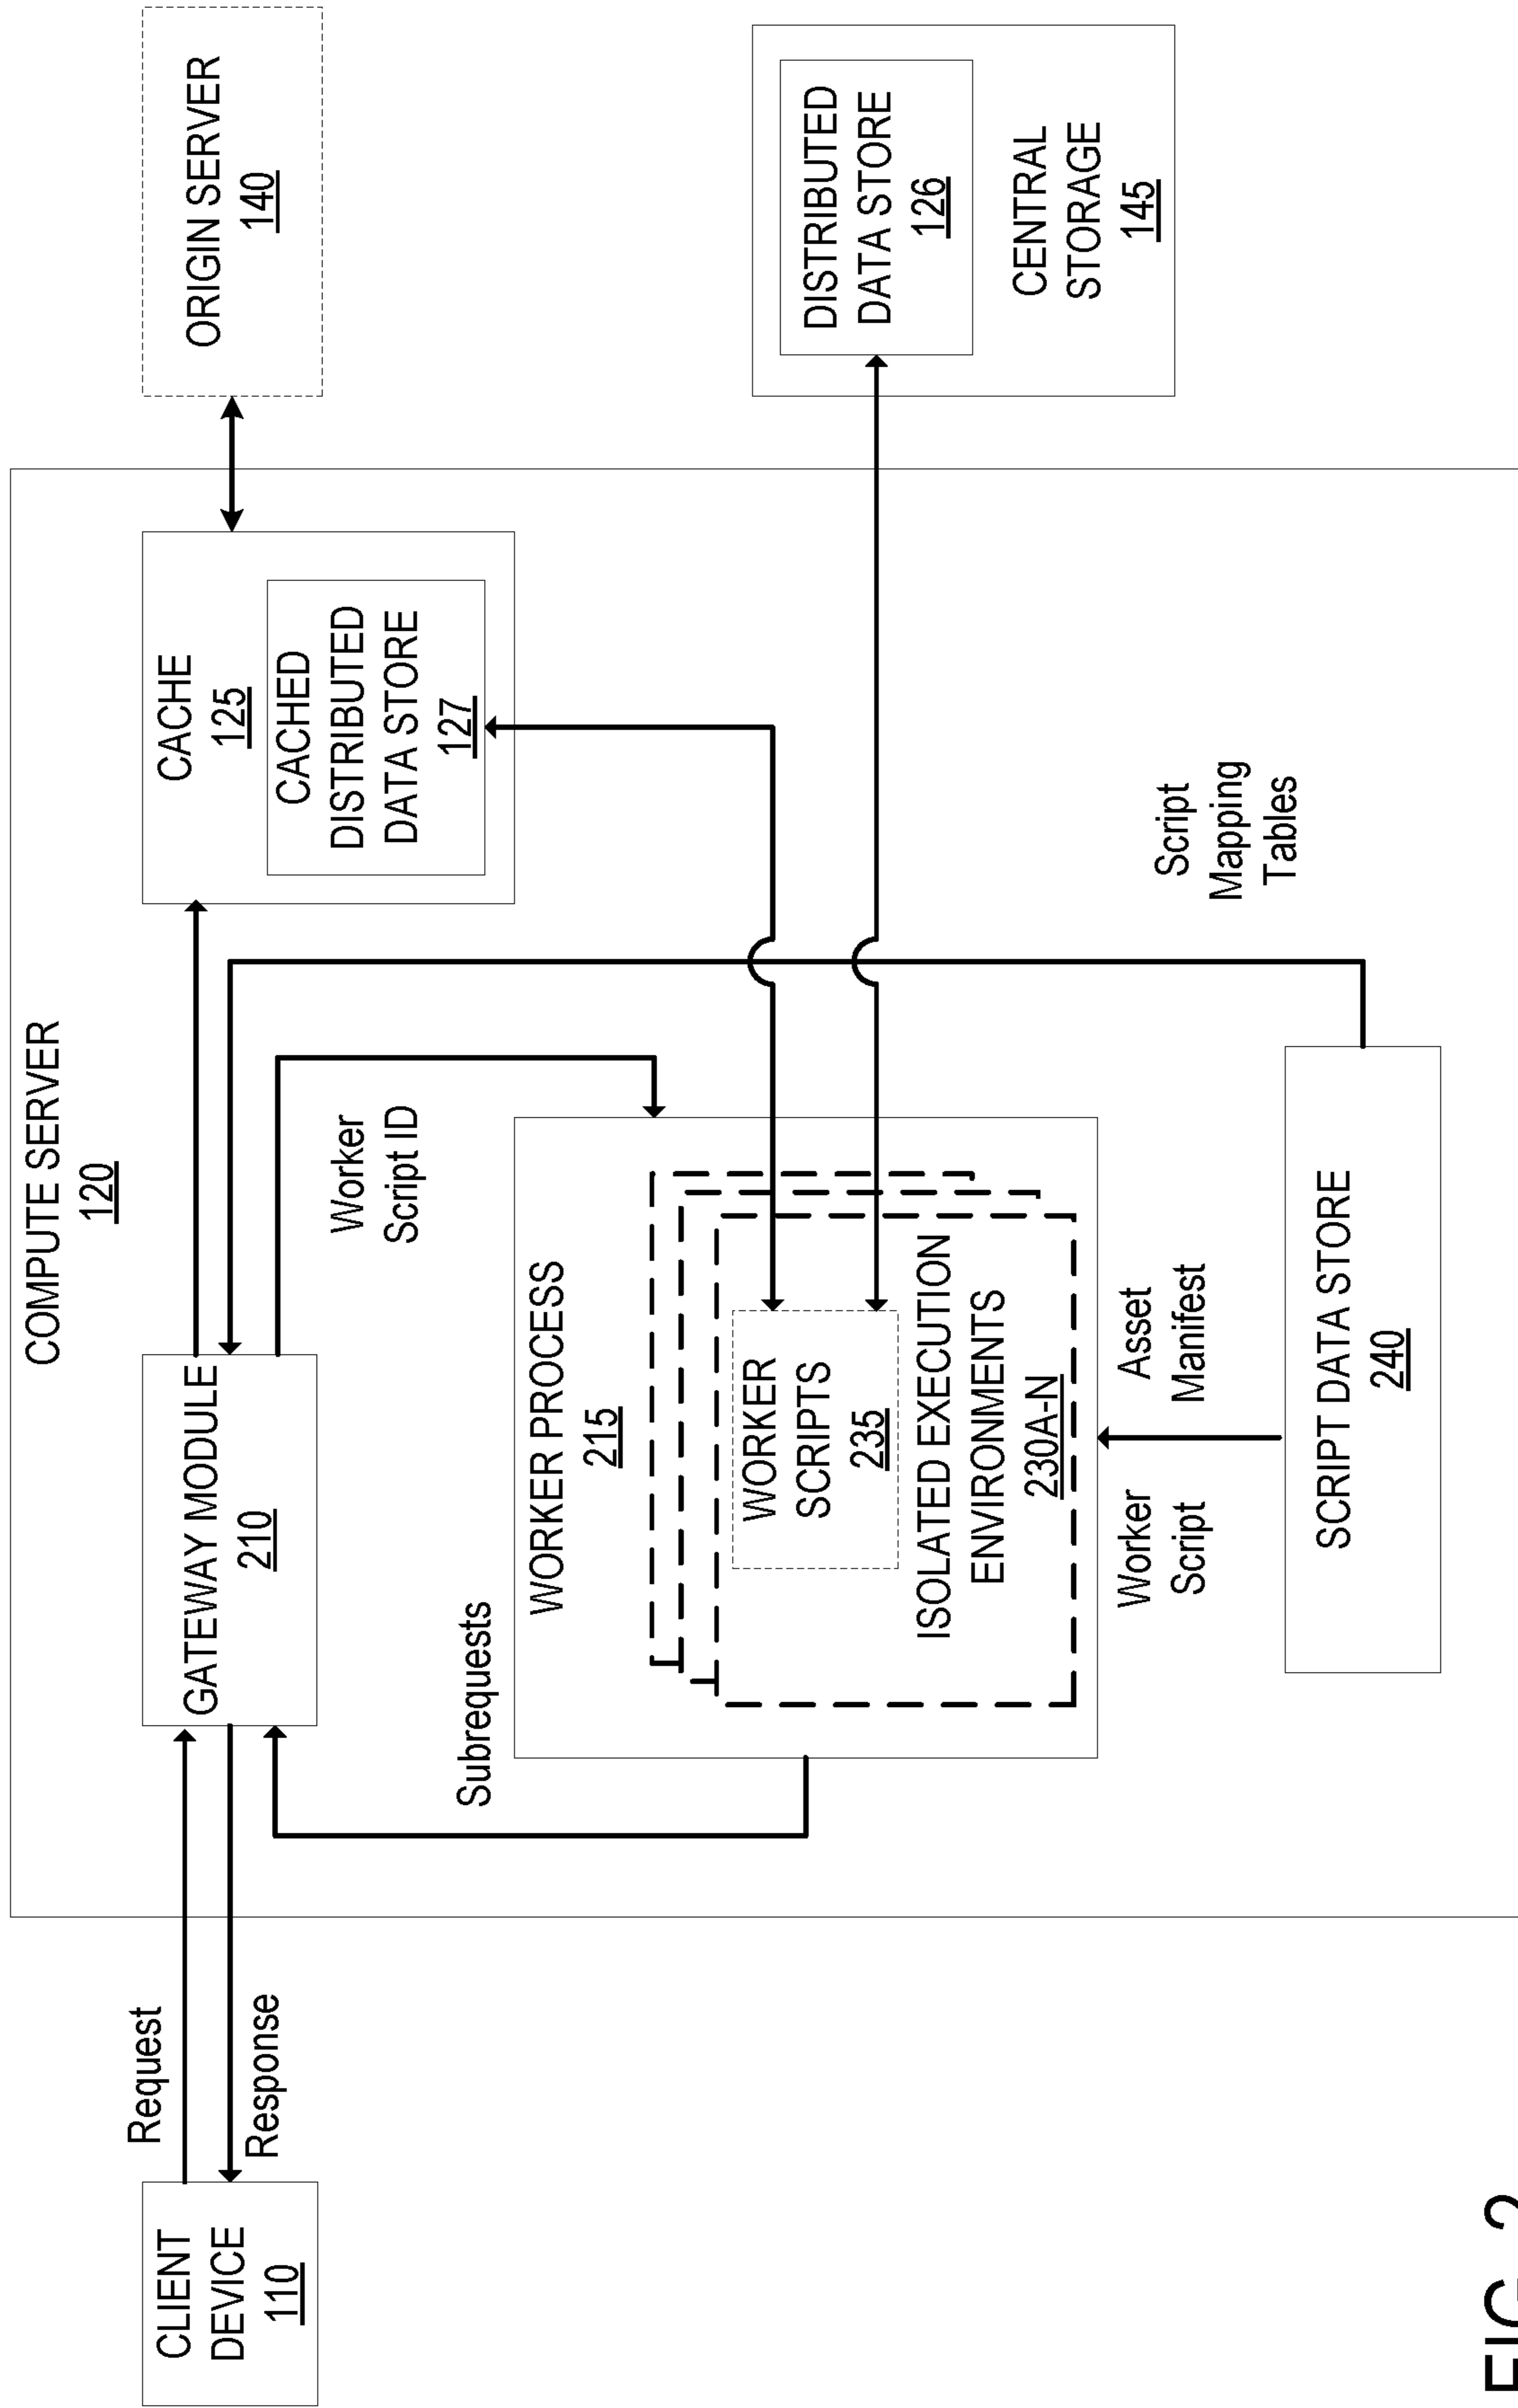 COMPUTE SERVER
120
CLIENT
DEVICE
110
Request
Response
GATEWAY MODULE
210
CACHE
125
CACHED
DISTRIBUTED
DATA STORE
127
ORIGIN SERVER
140
Worker
Script ID
Subrequests
WORKER PROCESS
215
WORKER
SCRIPTS
235
ISOLATED EXECUTION
ENVIRONMENTS
230A-N
DISTRIBUTED
DATA STORE
126
CENTRAL
STORAGE
145
Worker
Script
Asset
Manifest
Script
Mapping
Tables
SCRIPT DATA STORE
240
FIG. 2